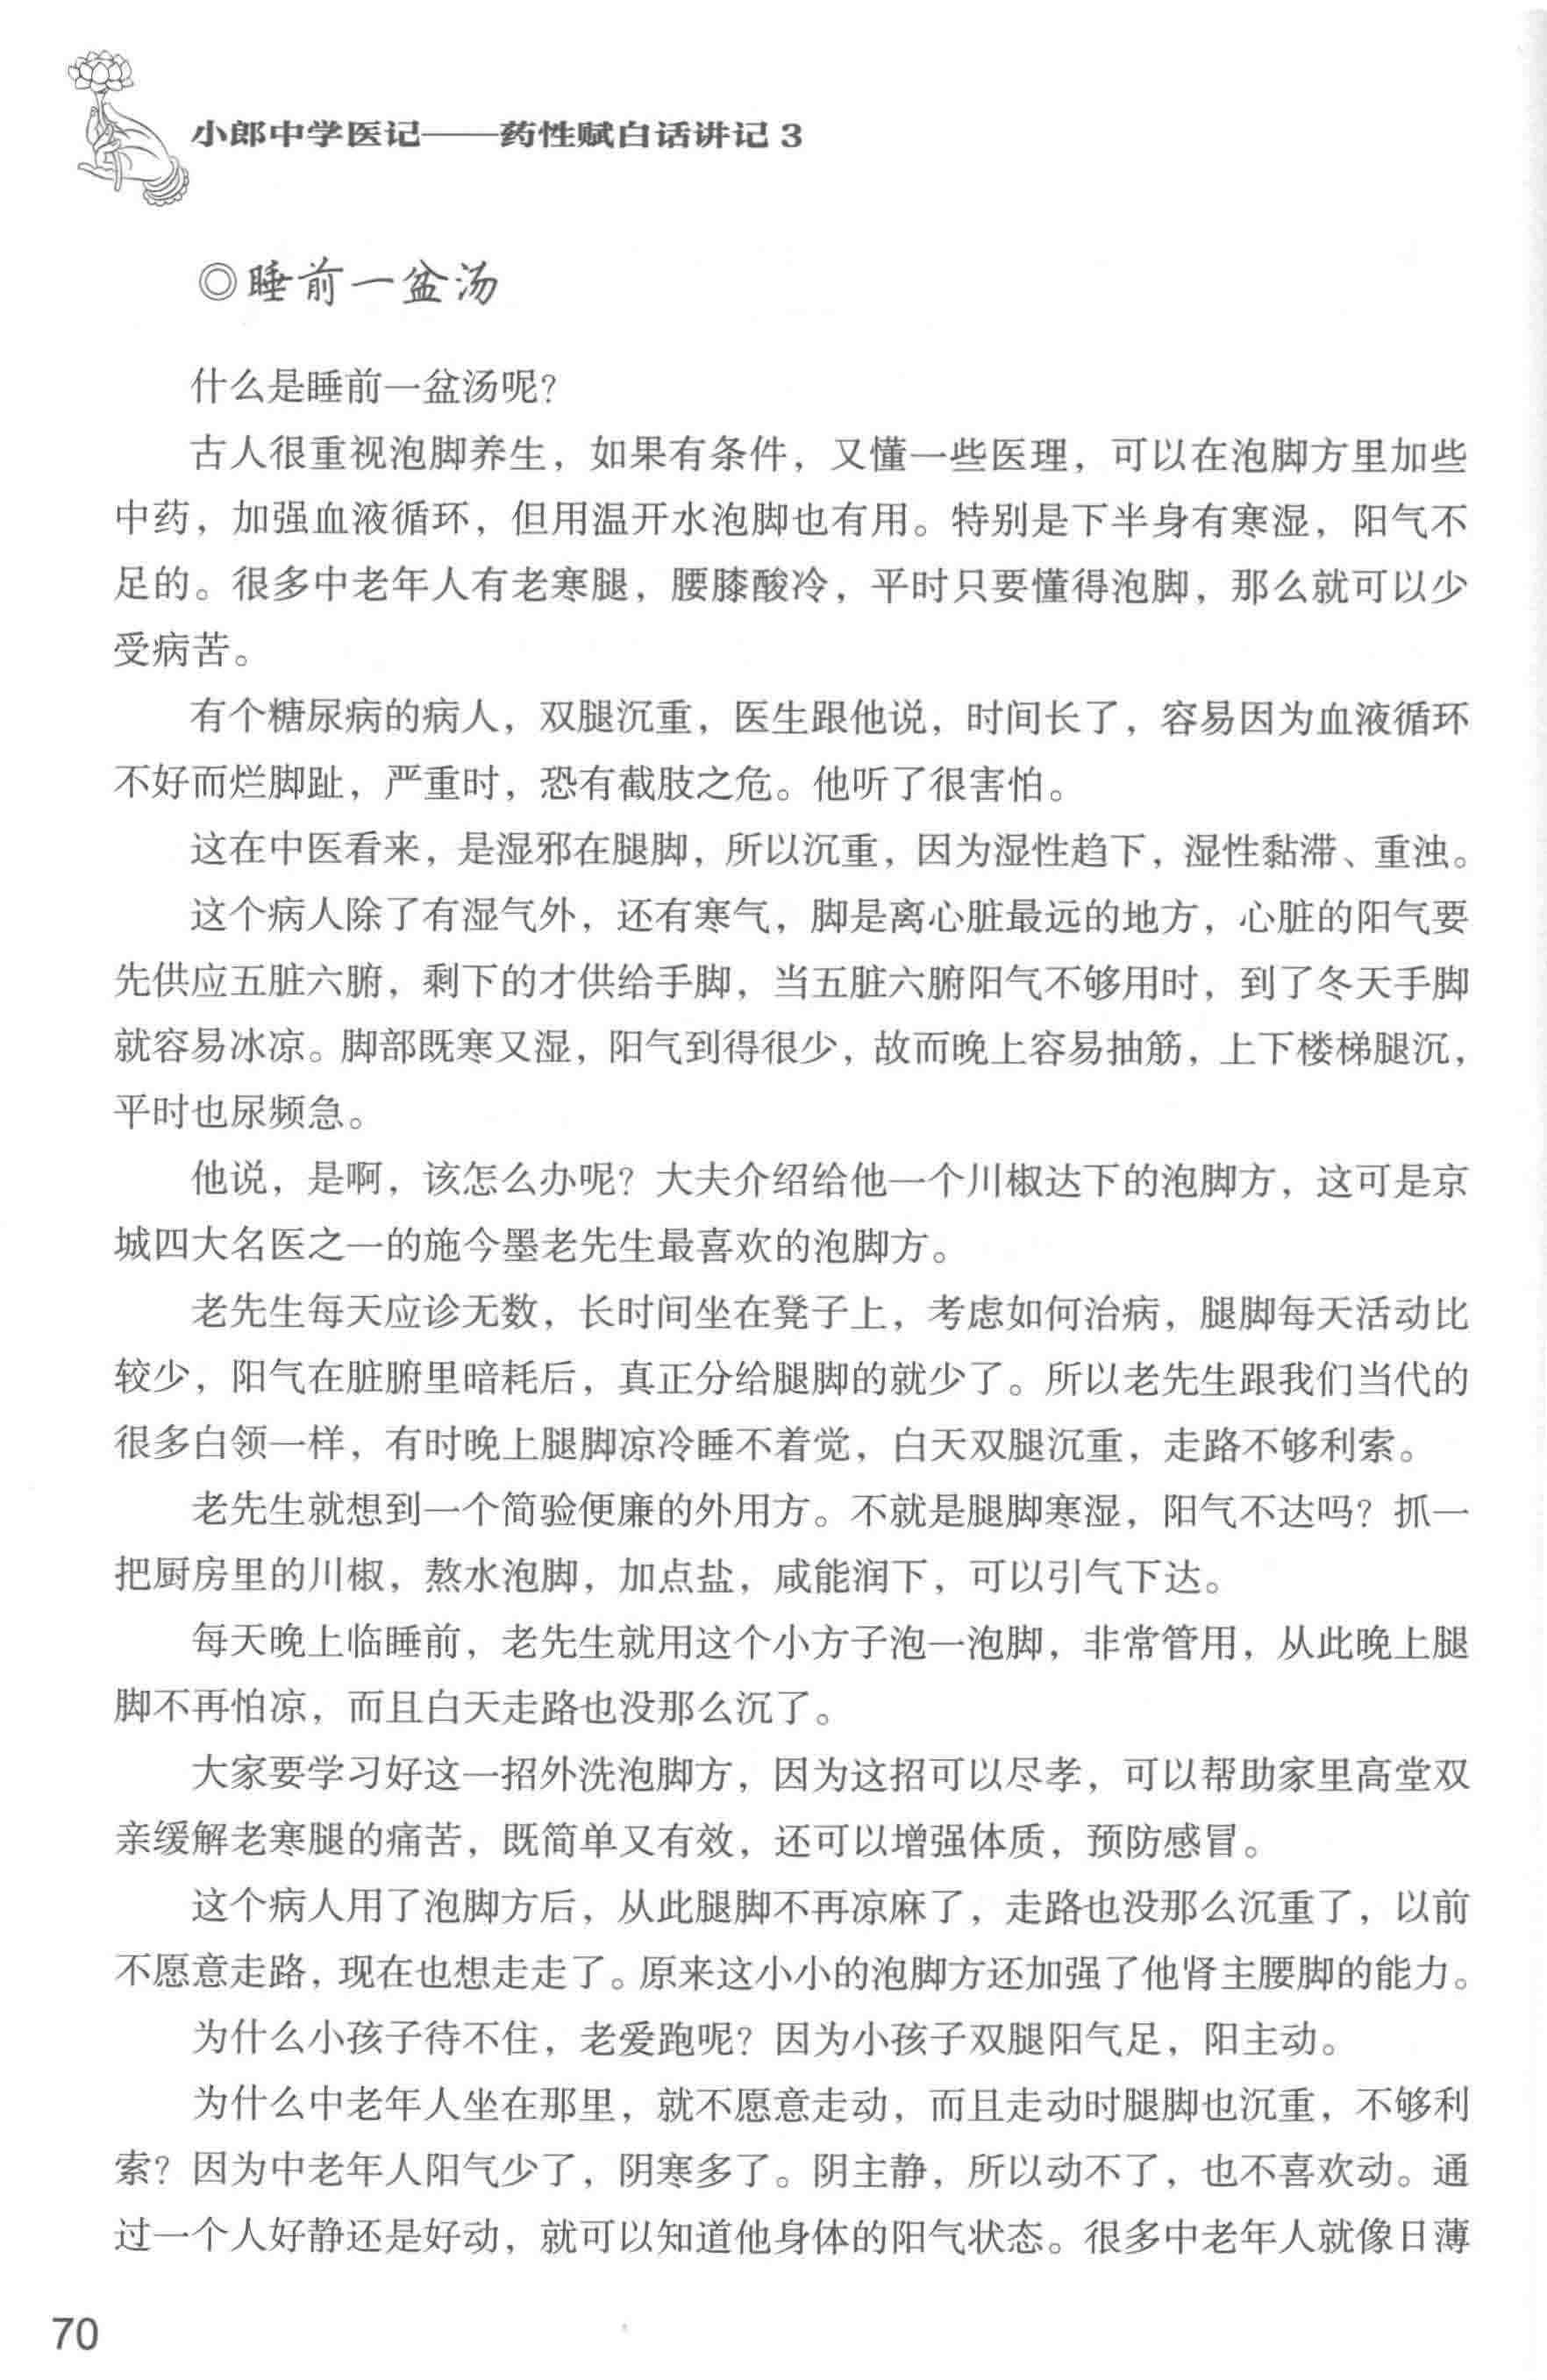 小郎中学医记——药性赋白话讲记3
◎睡前一盆汤
什么是睡前一盆汤呢？
古人很重视泡脚养生，如果有条件，又懂一些医理，可以在泡脚方里加些
中药，加强血液循环，但用温开水泡脚也有用。特别是下半身有寒湿，阳气不
足的。很多中老年人有老寒腿，腰膝酸冷，平时只要懂得泡脚，那么就可以少
受病苦。
有个糖尿病的病人，双腿沉重，医生跟他说，时间长了，容易因为血液循环
不好而烂脚趾，严重时，恐有截肢之危。他听了很害怕。
这在中医看来，是湿邪在腿脚，所以沉重，因为湿性趋下，湿性黏滞、重浊。
这个病人除了有湿气外，还有寒气，脚是离心脏最远的地方，心脏的阳气要
先供应五脏六腑，剩下的才供给手脚，当五脏六腑阳气不够用时，到了冬天手脚
就容易冰凉。脚部既寒又湿，阳气到得很少，故而晚上容易抽筋，上下楼梯腿沉，
平时也尿频急。
他说，是啊，该怎么办呢？大夫介绍给他一个川椒达下的泡脚方，这可是京
城四大名医之一的施今墨老先生最喜欢的泡脚方。
老先生每天应诊无数，长时间坐在凳子上，考虑如何治病，腿脚每天活动比
较少，阳气在脏腑里暗耗后，真正分给腿脚的就少了。所以老先生跟我们当代的
很多白领一样，有时晚上腿脚凉冷睡不着觉，白天双腿沉重，走路不够利索。
老先生就想到一个简验便廉的外用方。不就是腿脚寒湿，阳气不达吗？抓一
把厨房里的川椒，熬水泡脚，加点盐，咸能润下，可以引气下达。
每天晚上临睡前，老先生就用这个小方子泡一泡脚，非常管用，从此晚上腿
脚不再怕凉，而且白天走路也没那么沉了。
大家要学习好这一招外洗泡脚方，因为这招可以尽孝，可以帮助家里高堂双
亲缓解老寒腿的痛苦，既简单又有效，还可以增强体质，预防感冒。
这个病人用了泡脚方后，从此腿脚不再凉麻了，走路也没那么沉重了，以前
不愿意走路，现在也想走走了。原来这小小的泡脚方还加强了他肾主腰脚的能力。
为什么小孩子待不住，老爱跑呢？因为小孩子双腿阳气足，阳主动。
为什么中老年人坐在那里，就不愿意走动，而且走动时腿脚也沉重，不够利
索？因为中老年人阳气少了，阴寒多了。阴主静，所以动不了，也不喜欢动。通
过一个人好静还是好动，就可以知道他身体的阳气状态。很多中老年人就像日薄
70